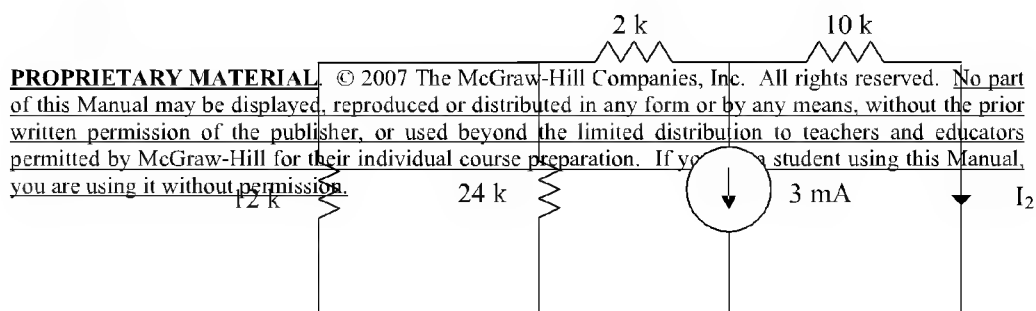 2 k 10 k
PROPRIETARY MATERIAL. © 2007 The McGraw-Hill Companies, Inc. All rights reserved. No part
of this Manual may be displayed, reproduced or distributed in any form or by any means, without the prior
written permission of the publisher, or used beyond the limited distribution to teachers and educators
permitted by McGraw-Hill for their individual course preparation. If yo a student using this Manual,
you are using it without permission.
12 k 24 k 3 mA I2